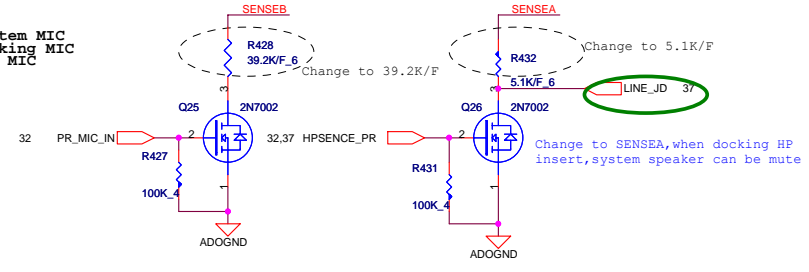 SENSEB
SENSEA
tem MIC
king MIC
MIC
R428
39.2K/F_6
Change to 39.2K/F
R432
5.1K/F_6
Change to 5.1K/F
3
3
LINE_JD 37
Q25
2N7002
Q26
2N7002
32 PR_MIC_IN
2
32,37 HPSENCE_PR
2
Change to SENSEA,when docking HP
insert,system speaker can be mute
R427
R431
1
1
100K_4
100K_4
ADOGND
ADOGND